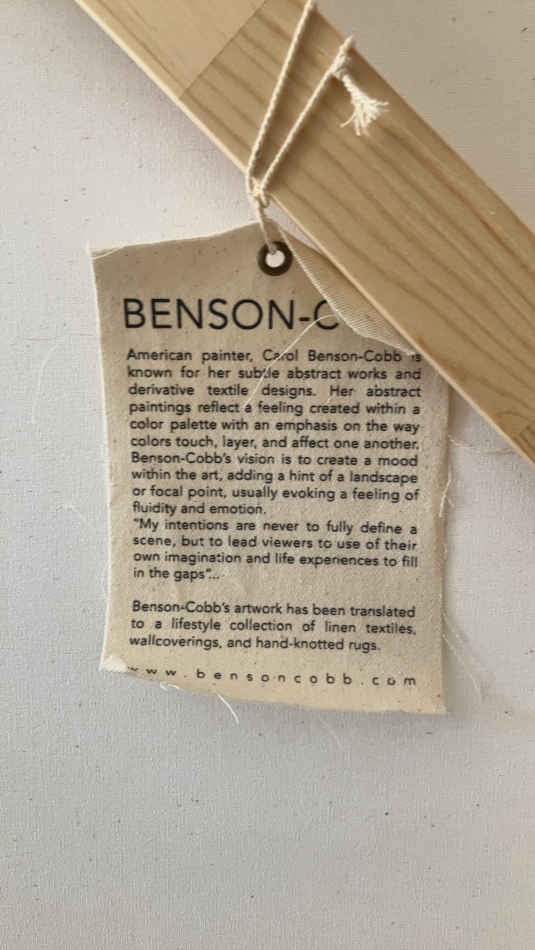 BENSON-C
American painter, Carol Benson-Cobb is
known for her subtle abstract works and
derivative textile designs. Her abstract
paintings reflect a feeling created within a
color palette with an emphasis on the way
colors touch, layer, and affect one another.
Benson-Cobb's vision is to create a mood
within the art, adding a hint of a landscape
or focal point, usually evoking a feeling of
fluidity and emotion.
"My intentions are never to fully define a
scene, but to lead viewers to use of their
own imagination and life experiences to fill
in the gaps"...
Benson-Cobb's artwork has been translated
to a lifestyle collection of linen textiles,
wallcoverings, and hand-knotted rugs.
www.bensoncobb.com